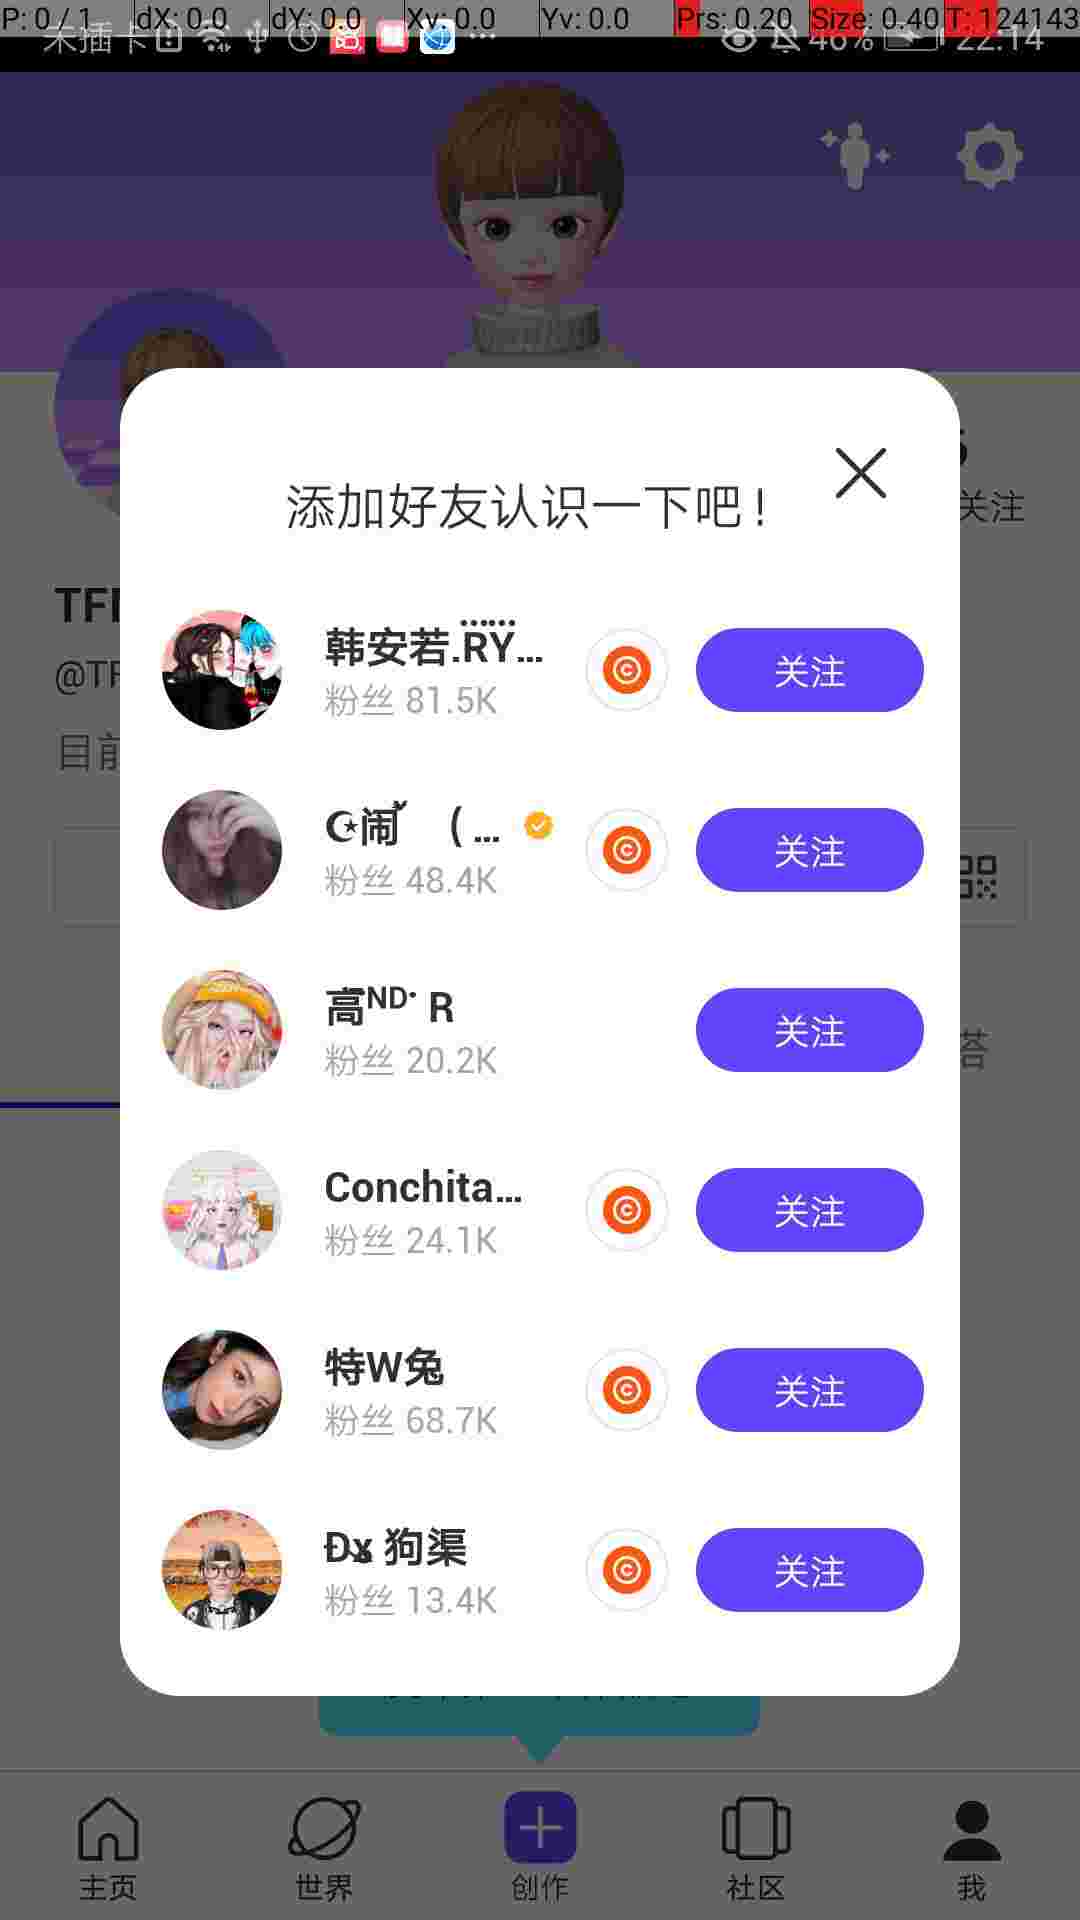 P: 0 / 1 dX: 0.0 dY: 0.0 Xv: 0.0 Yv: 0.0 Prs: 0.20 Size: 0.40 T: 124143
未插卡 46% 22:14
关注
添加好友认识一下吧！
TF
@TF
目前
韩安若.RY...
粉丝 81.5K
关注
☪闹 ( ...
粉丝 48.4K
关注
高ᴺᴰ· R
粉丝 20.2K
关注
答
Conchita...
粉丝 24.1K
关注
特W兔
粉丝 68.7K
关注
狗渠
粉丝 13.4K
关注
主页
世界
创作
社区
我